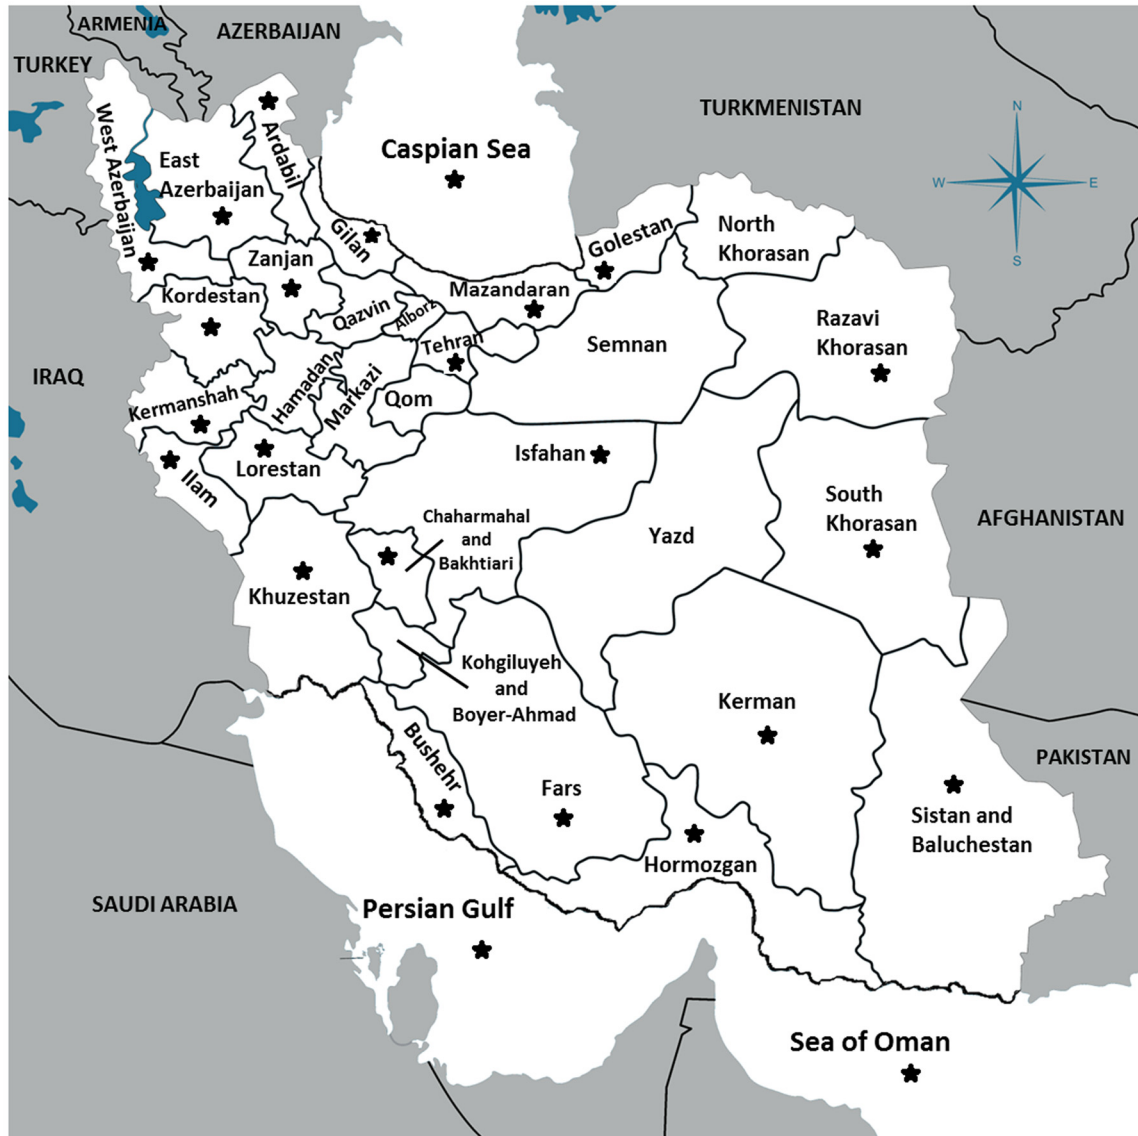 ARMENIA
AZERBAIJAN
TURKEY
TURKMENISTAN
N
W
E
S
Caspian Sea
West Azerbaijan
East
Azerbaijan
Ardabil
Gilan
Golestan
North
Khorasan
Zanjan
Kordestan
Mazandaran
Qazvin
Alborz
Tehran
Semnan
Razavi
Khorasan
IRAQ
Kermanshah
Hamadan
Markazi
Qom
Isfahan
Lorestan
Ilam
South
Khorasan
AFGHANISTAN
Chaharmahal
and
Bakhtiari
Yazd
Khuzestan
Kohgiluyeh
and
Boyer-Ahmad
Kerman
Bushehr
PAKISTAN
Fars
Sistan and
Baluchestan
Hormozgan
SAUDI ARABIA
Persian Gulf
Sea of Oman